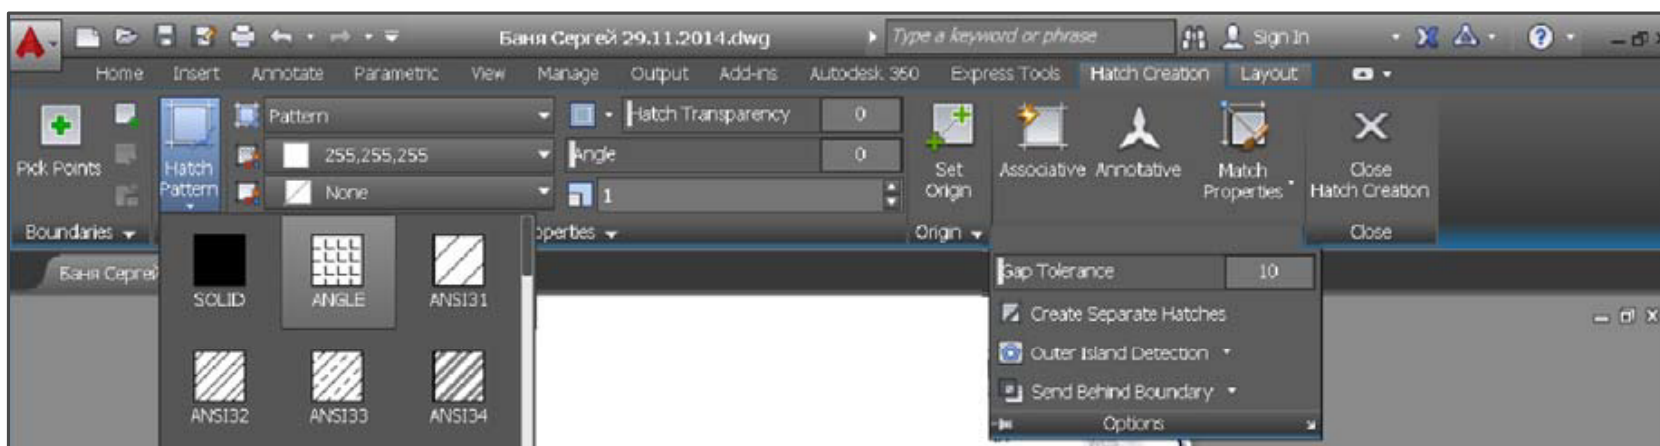 Баня Сергей 29.11.2014.dwg
Type a keyword or phrase
Sign In
Home Insert Annotate Parametric View Manage Output Add-ins Autodesk 360 Express Tools Hatch Creation Layout
Pick Points
Hatch
Pattern
Pattern
255,255,255
None
Hatch Transparency 0
Angle 0
1
Set
Origin
Associative
Annotative
Match
Properties
Close
Hatch Creation
Boundaries
operties
Origin
Close
Баня Сергей
SOLID ANGLE ANSI31
ANSI32 ANSI33 ANSI34
Gap Tolerance 10
Create Separate Hatches
Outer Island Detection
Send Behind Boundary
Options